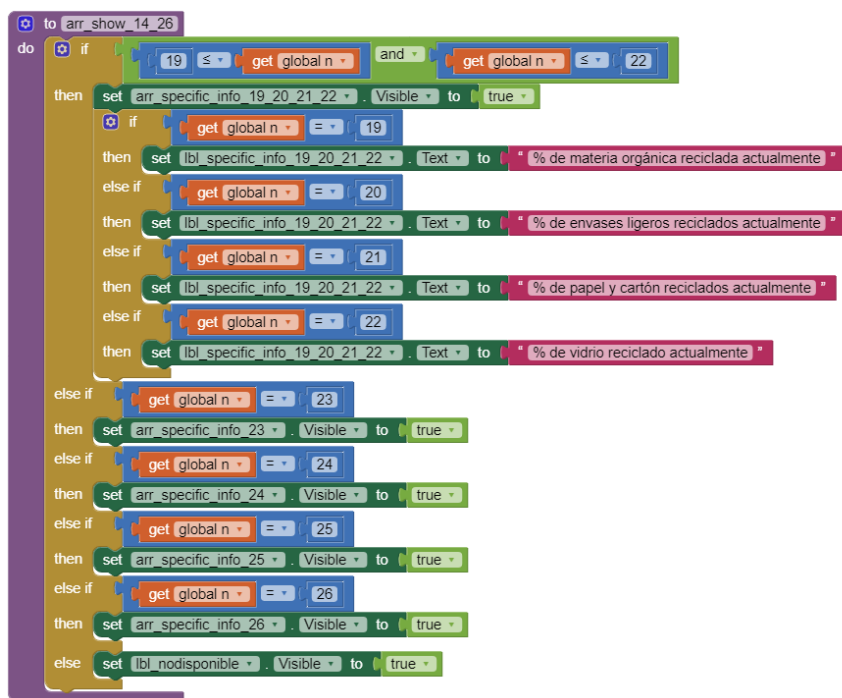 to arr_show_14_26
do if 19 ≤ get global n and get global n ≤ 22
then set arr_specific_info_19_20_21_22 . Visible to true
if get global n = 19
then set lbl_specific_info_19_20_21_22 . Text to " % de materia orgánica reciclada actualmente "
else if get global n = 20
then set lbl_specific_info_19_20_21_22 . Text to " % de envases ligeros reciclados actualmente "
else if get global n = 21
then set lbl_specific_info_19_20_21_22 . Text to " % de papel y cartón reciclados actualmente "
else if get global n = 22
then set lbl_specific_info_19_20_21_22 . Text to " % de vidrio reciclado actualmente "
else if get global n = 23
then set arr_specific_info_23 . Visible to true
else if get global n = 24
then set arr_specific_info_24 . Visible to true
else if get global n = 25
then set arr_specific_info_25 . Visible to true
else if get global n = 26
then set arr_specific_info_26 . Visible to true
else set lbl_nodisponible . Visible to true